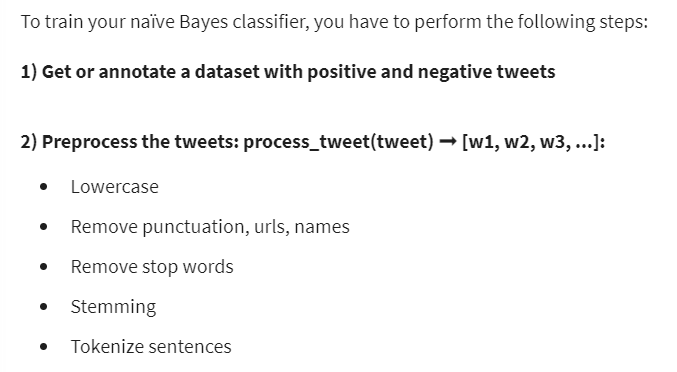 To train your naïve Bayes classifier, you have to perform the following steps:
1) Get or annotate a dataset with positive and negative tweets
2) Preprocess the tweets: process_tweet(tweet) ➞ [w1, w2, w3, ...]:
• Lowercase
• Remove punctuation, urls, names
• Remove stop words
• Stemming
• Tokenize sentences